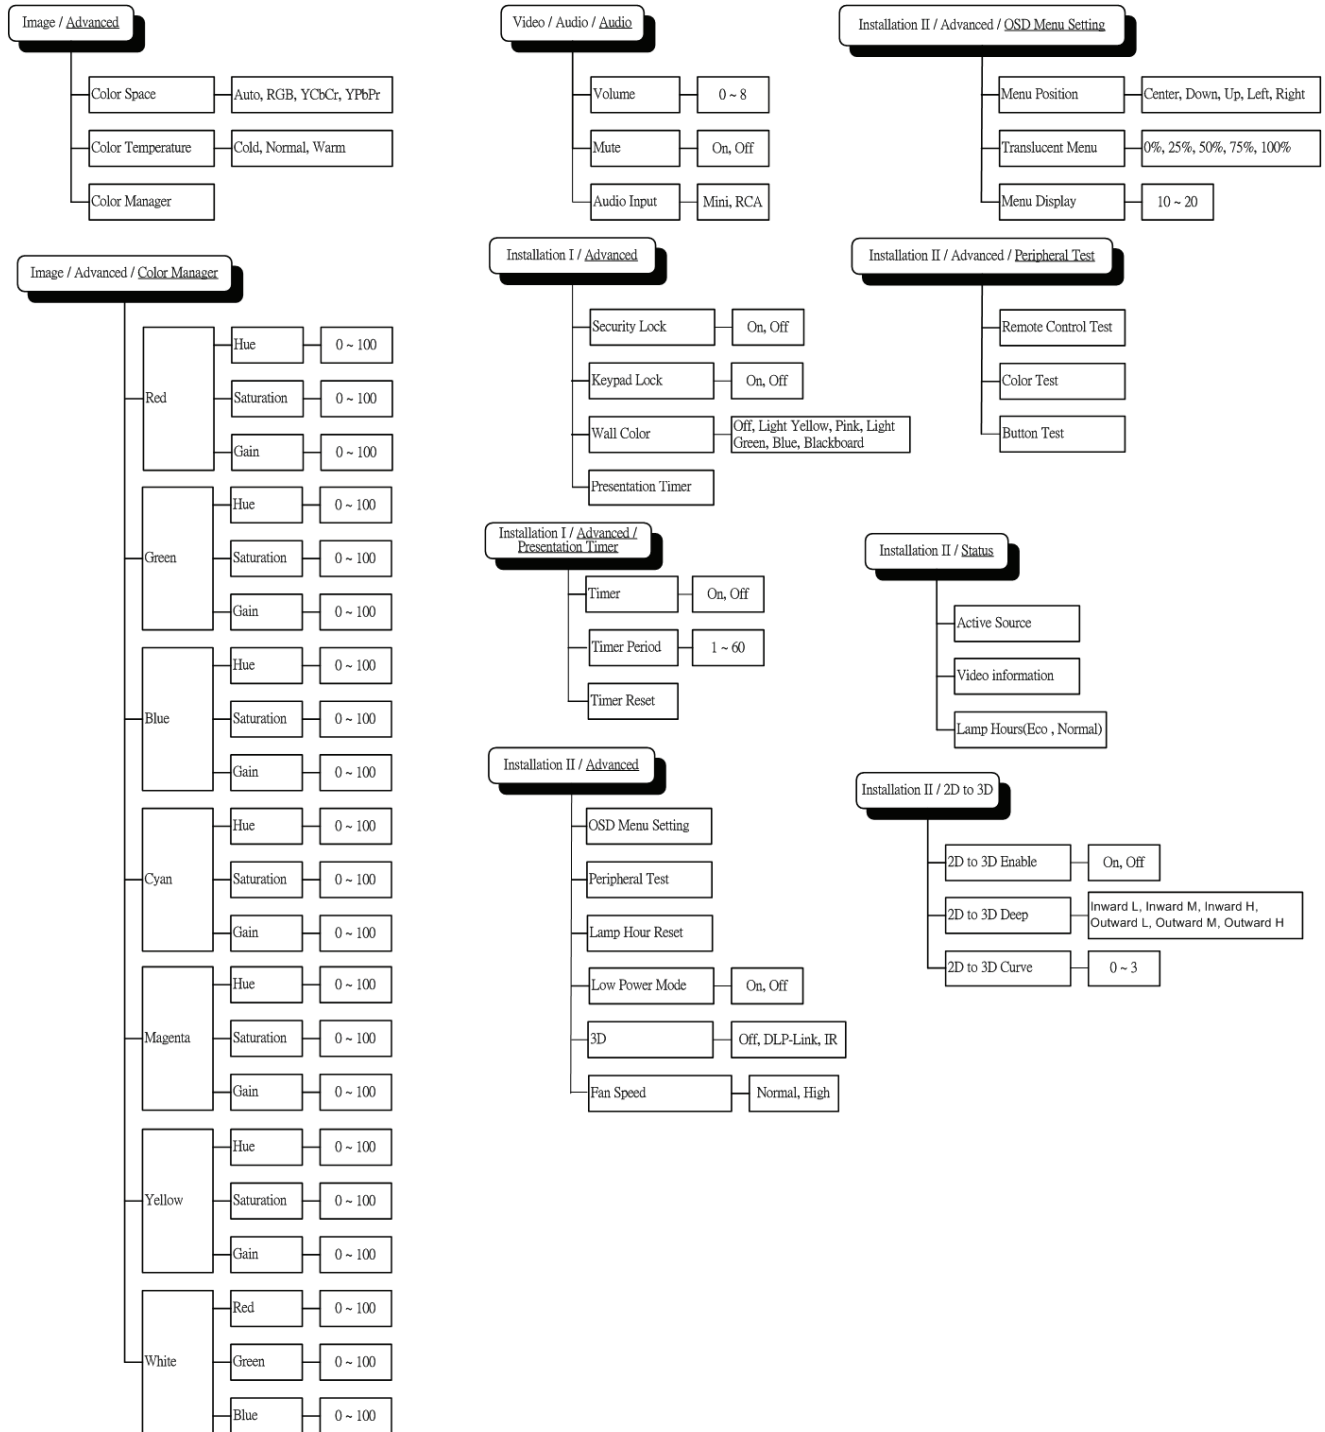 Image / Advanced
Color Space
Auto, RGB, YCbCr, YPbPr
Color Temperature
Cold, Normal, Warm
Color Manager
Image / Advanced / Color Manager
Red
Hue
0 ~ 100
Saturation
0 ~ 100
Gain
0 ~ 100
Green
Hue
0 ~ 100
Saturation
0 ~ 100
Gain
0 ~ 100
Blue
Hue
0 ~ 100
Saturation
0 ~ 100
Gain
0 ~ 100
Cyan
Hue
0 ~ 100
Saturation
0 ~ 100
Gain
0 ~ 100
Magenta
Hue
0 ~ 100
Saturation
0 ~ 100
Gain
0 ~ 100
Yellow
Hue
0 ~ 100
Saturation
0 ~ 100
Gain
0 ~ 100
White
Red
0 ~ 100
Green
0 ~ 100
Blue
0 ~ 100
Video / Audio / Audio
Volume
0 ~ 8
Mute
On, Off
Audio Input
Mini, RCA
Installation I / Advanced
Security Lock
On, Off
Keypad Lock
On, Off
Wall Color
Off, Light Yellow, Pink, Light
Green, Blue, Blackboard
Presentation Timer
Installation I / Advanced /
Presentation Timer
Timer
On, Off
Timer Period
1 ~ 60
Timer Reset
Installation II / Advanced
OSD Menu Setting
Peripheral Test
Lamp Hour Reset
Low Power Mode
On, Off
3D
Off, DLP-Link, IR
Fan Speed
Normal, High
Installation II / Advanced / OSD Menu Setting
Menu Position
Center, Down, Up, Left, Right
Translucent Menu
0%, 25%, 50%, 75%, 100%
Menu Display
10 ~ 20
Installation II / Advanced / Peripheral Test
Remote Control Test
Color Test
Button Test
Installation II / Status
Active Source
Video information
Lamp Hours(Eco , Normal)
Installation II / 2D to 3D
2D to 3D Enable
On, Off
2D to 3D Deep
Inward L, Inward M, Inward H,
Outward L, Outward M, Outward H
2D to 3D Curve
0 ~ 3